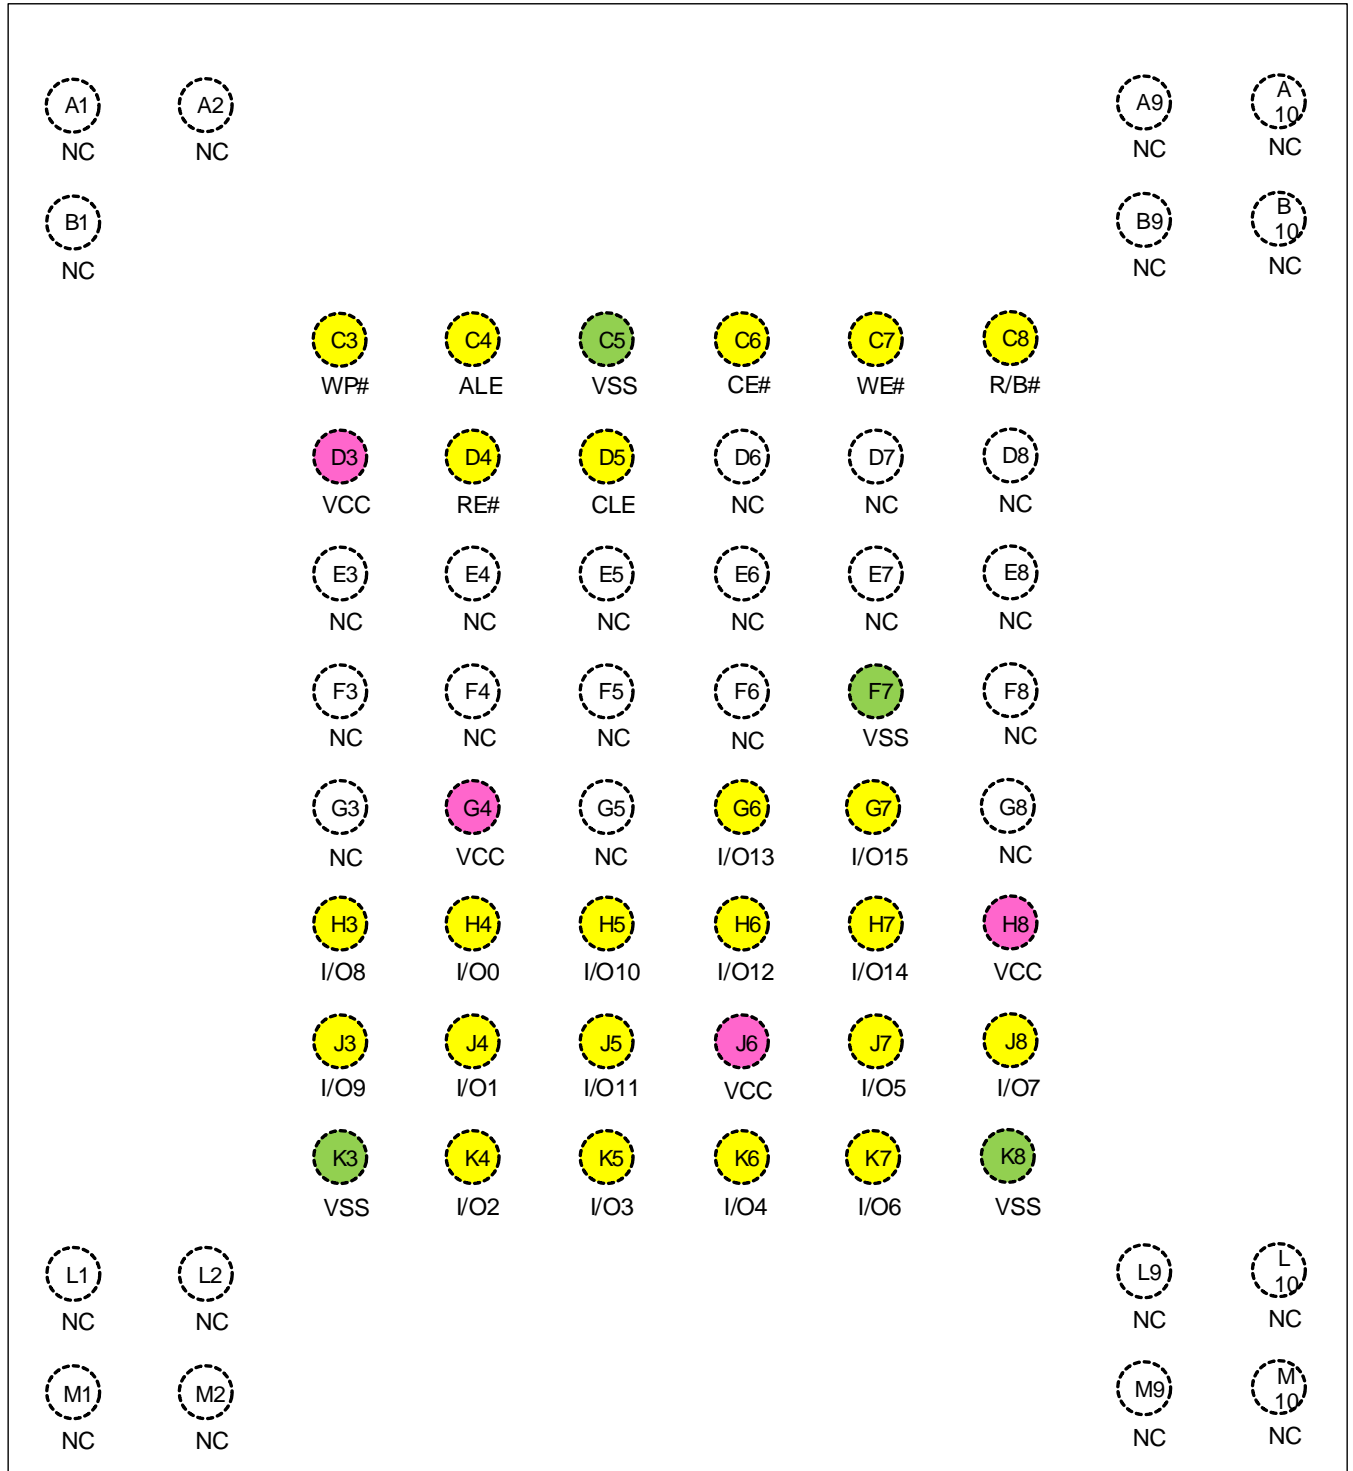 A1 A2 A9 A 10
NC NC NC NC
B1 B9 B 10
NC NC NC
C3 C4 C5 C6 C7 C8
WP# ALE VSS CE# WE# R/B#
D3 D4 D5 D6 D7 D8
VCC RE# CLE NC NC NC
E3 E4 E5 E6 E7 E8
NC NC NC NC NC NC
F3 F4 F5 F6 F7 F8
NC NC NC NC VSS NC
G3 G4 G5 G6 G7 G8
NC VCC NC I/O13 I/O15 NC
H3 H4 H5 H6 H7 H8
I/O8 I/O0 I/O10 I/O12 I/O14 VCC
J3 J4 J5 J6 J7 J8
I/O9 I/O1 I/O11 VCC I/O5 I/O7
K3 K4 K5 K6 K7 K8
VSS I/O2 I/O3 I/O4 I/O6 VSS
L1 L2 L9 L 10
NC NC NC NC
M1 M2 M9 M 10
NC NC NC NC